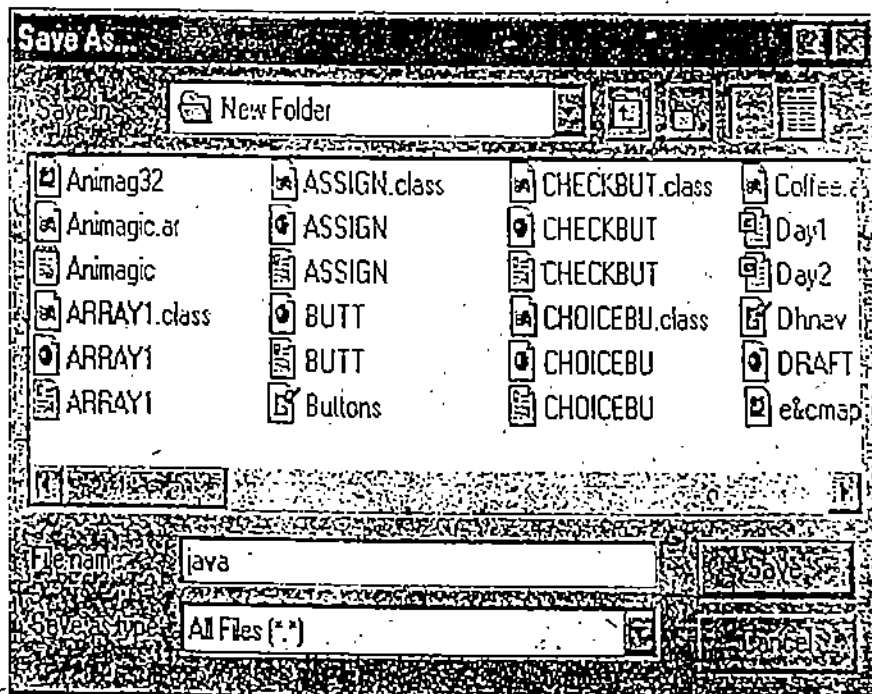 Save As...
Save in: New Folder
Animag32 ASSIGN.class CHECKBUT.class Coffee.a
Animagic.ar ASSIGN CHECKBUT Day1
Animagic ASSIGN CHECKBUT Day2
ARRAY1.class BUTT CHOICEBU.class Dhnav
ARRAY1 BUTT CHOICEBU DRAFT
ARRAY1 Buttons CHOICEBU e&cmap
File name: java Save
Save as type: All Files (*.*) Cancel